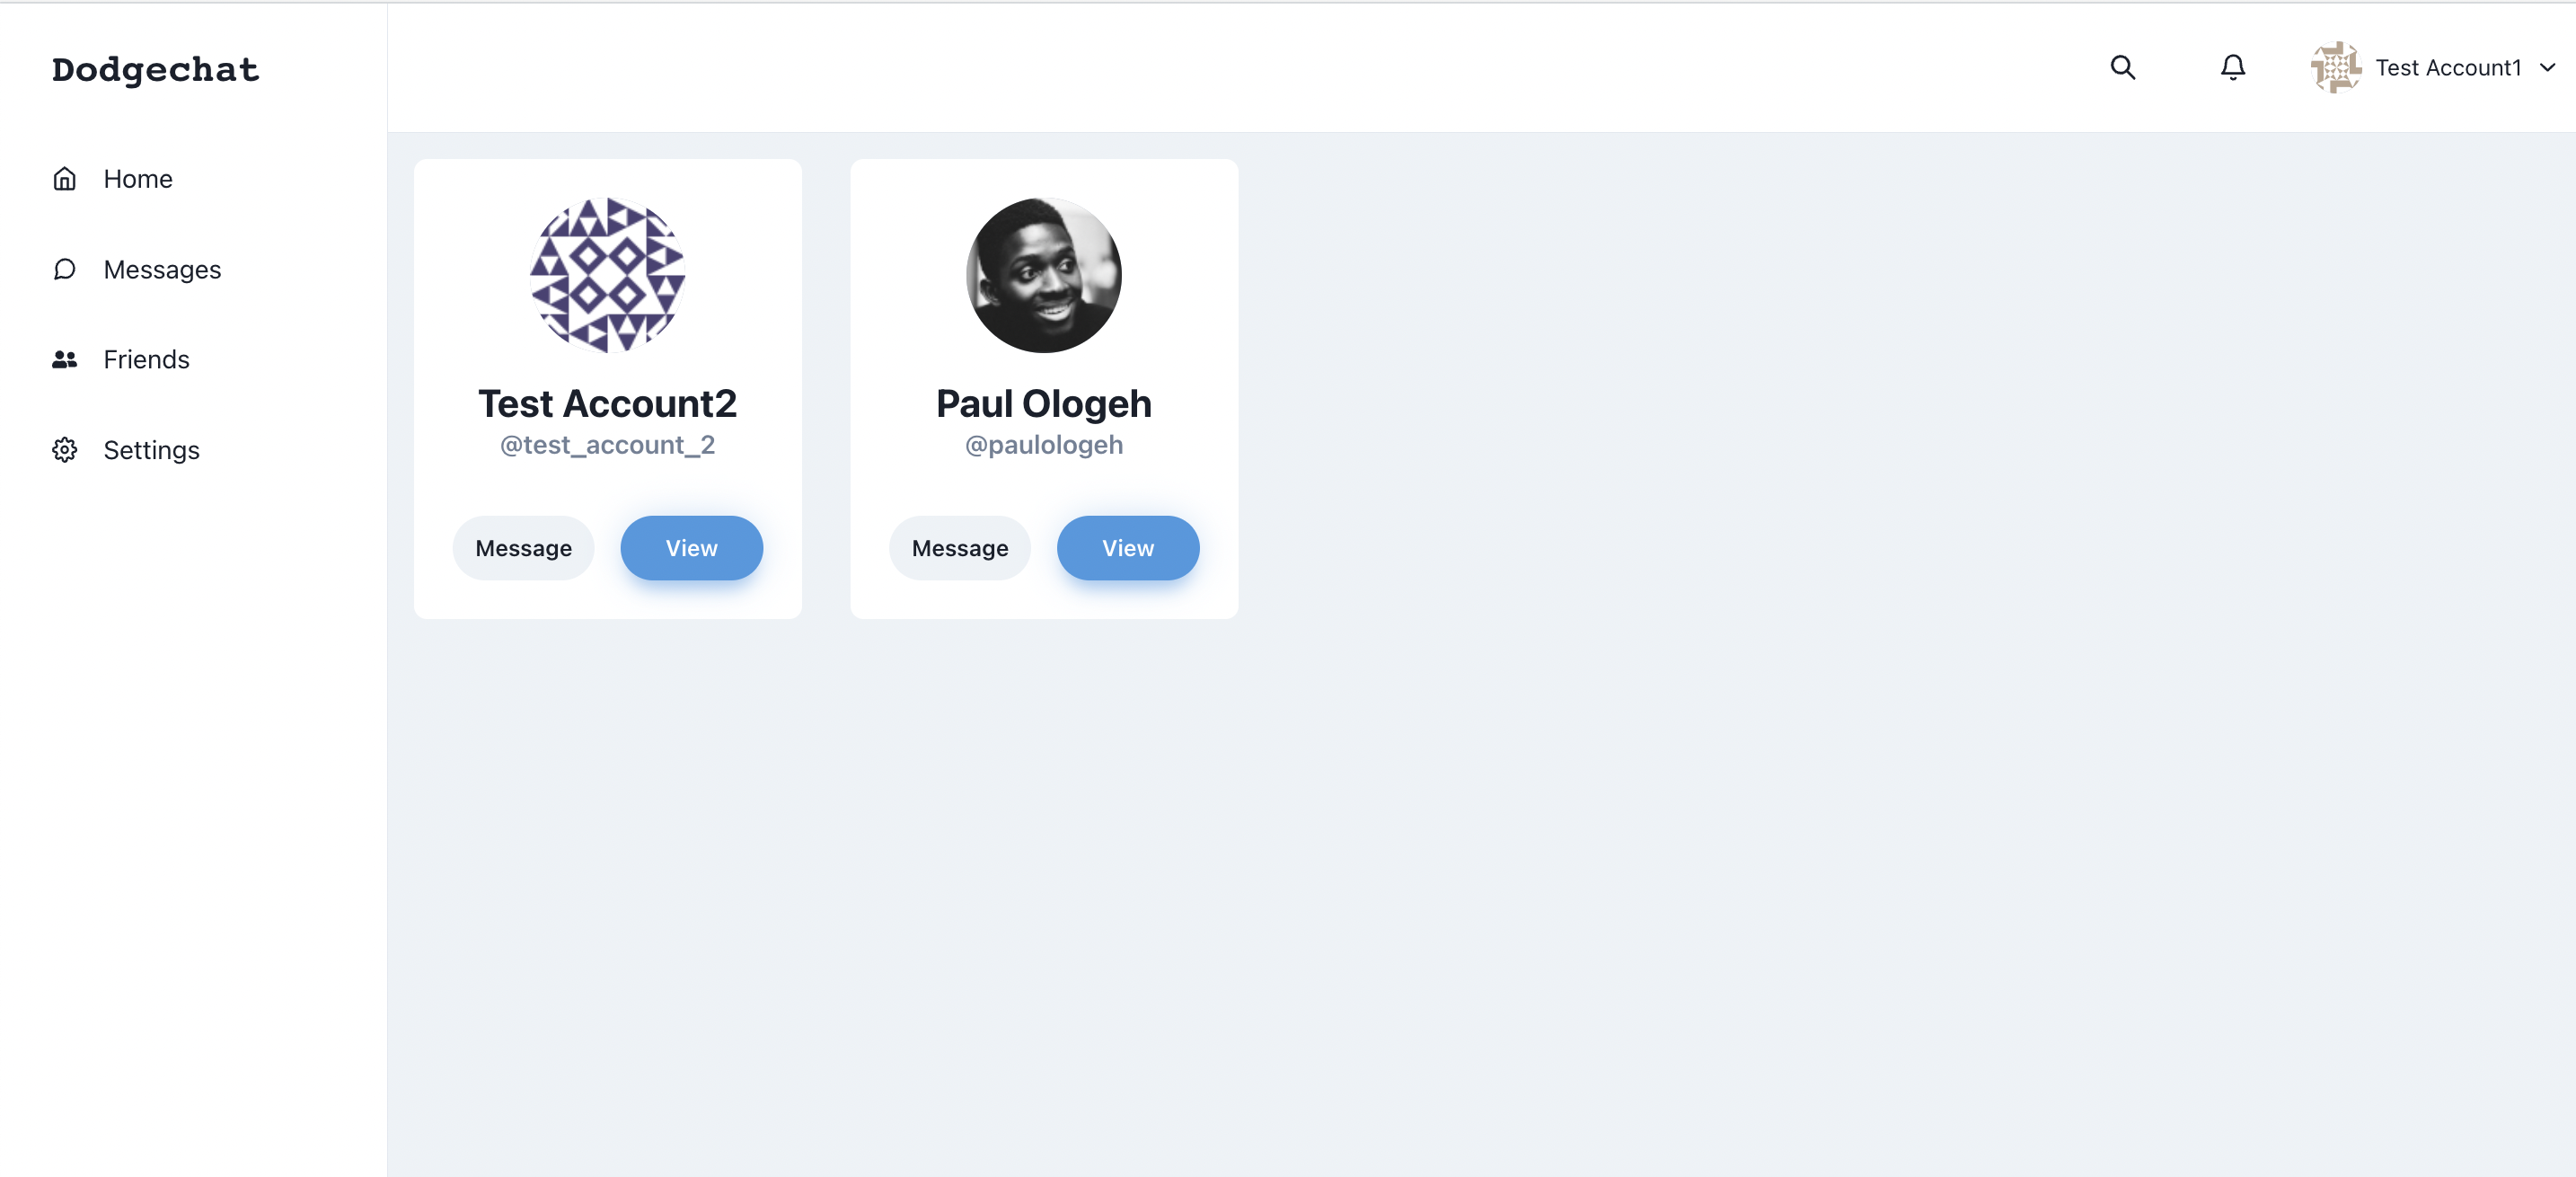 Dodgechat
Test Account1
Home
Messages
Friends
Settings
Test Account2
@test_account_2
Message
View
Paul Ologeh
@paulologeh
Message
View